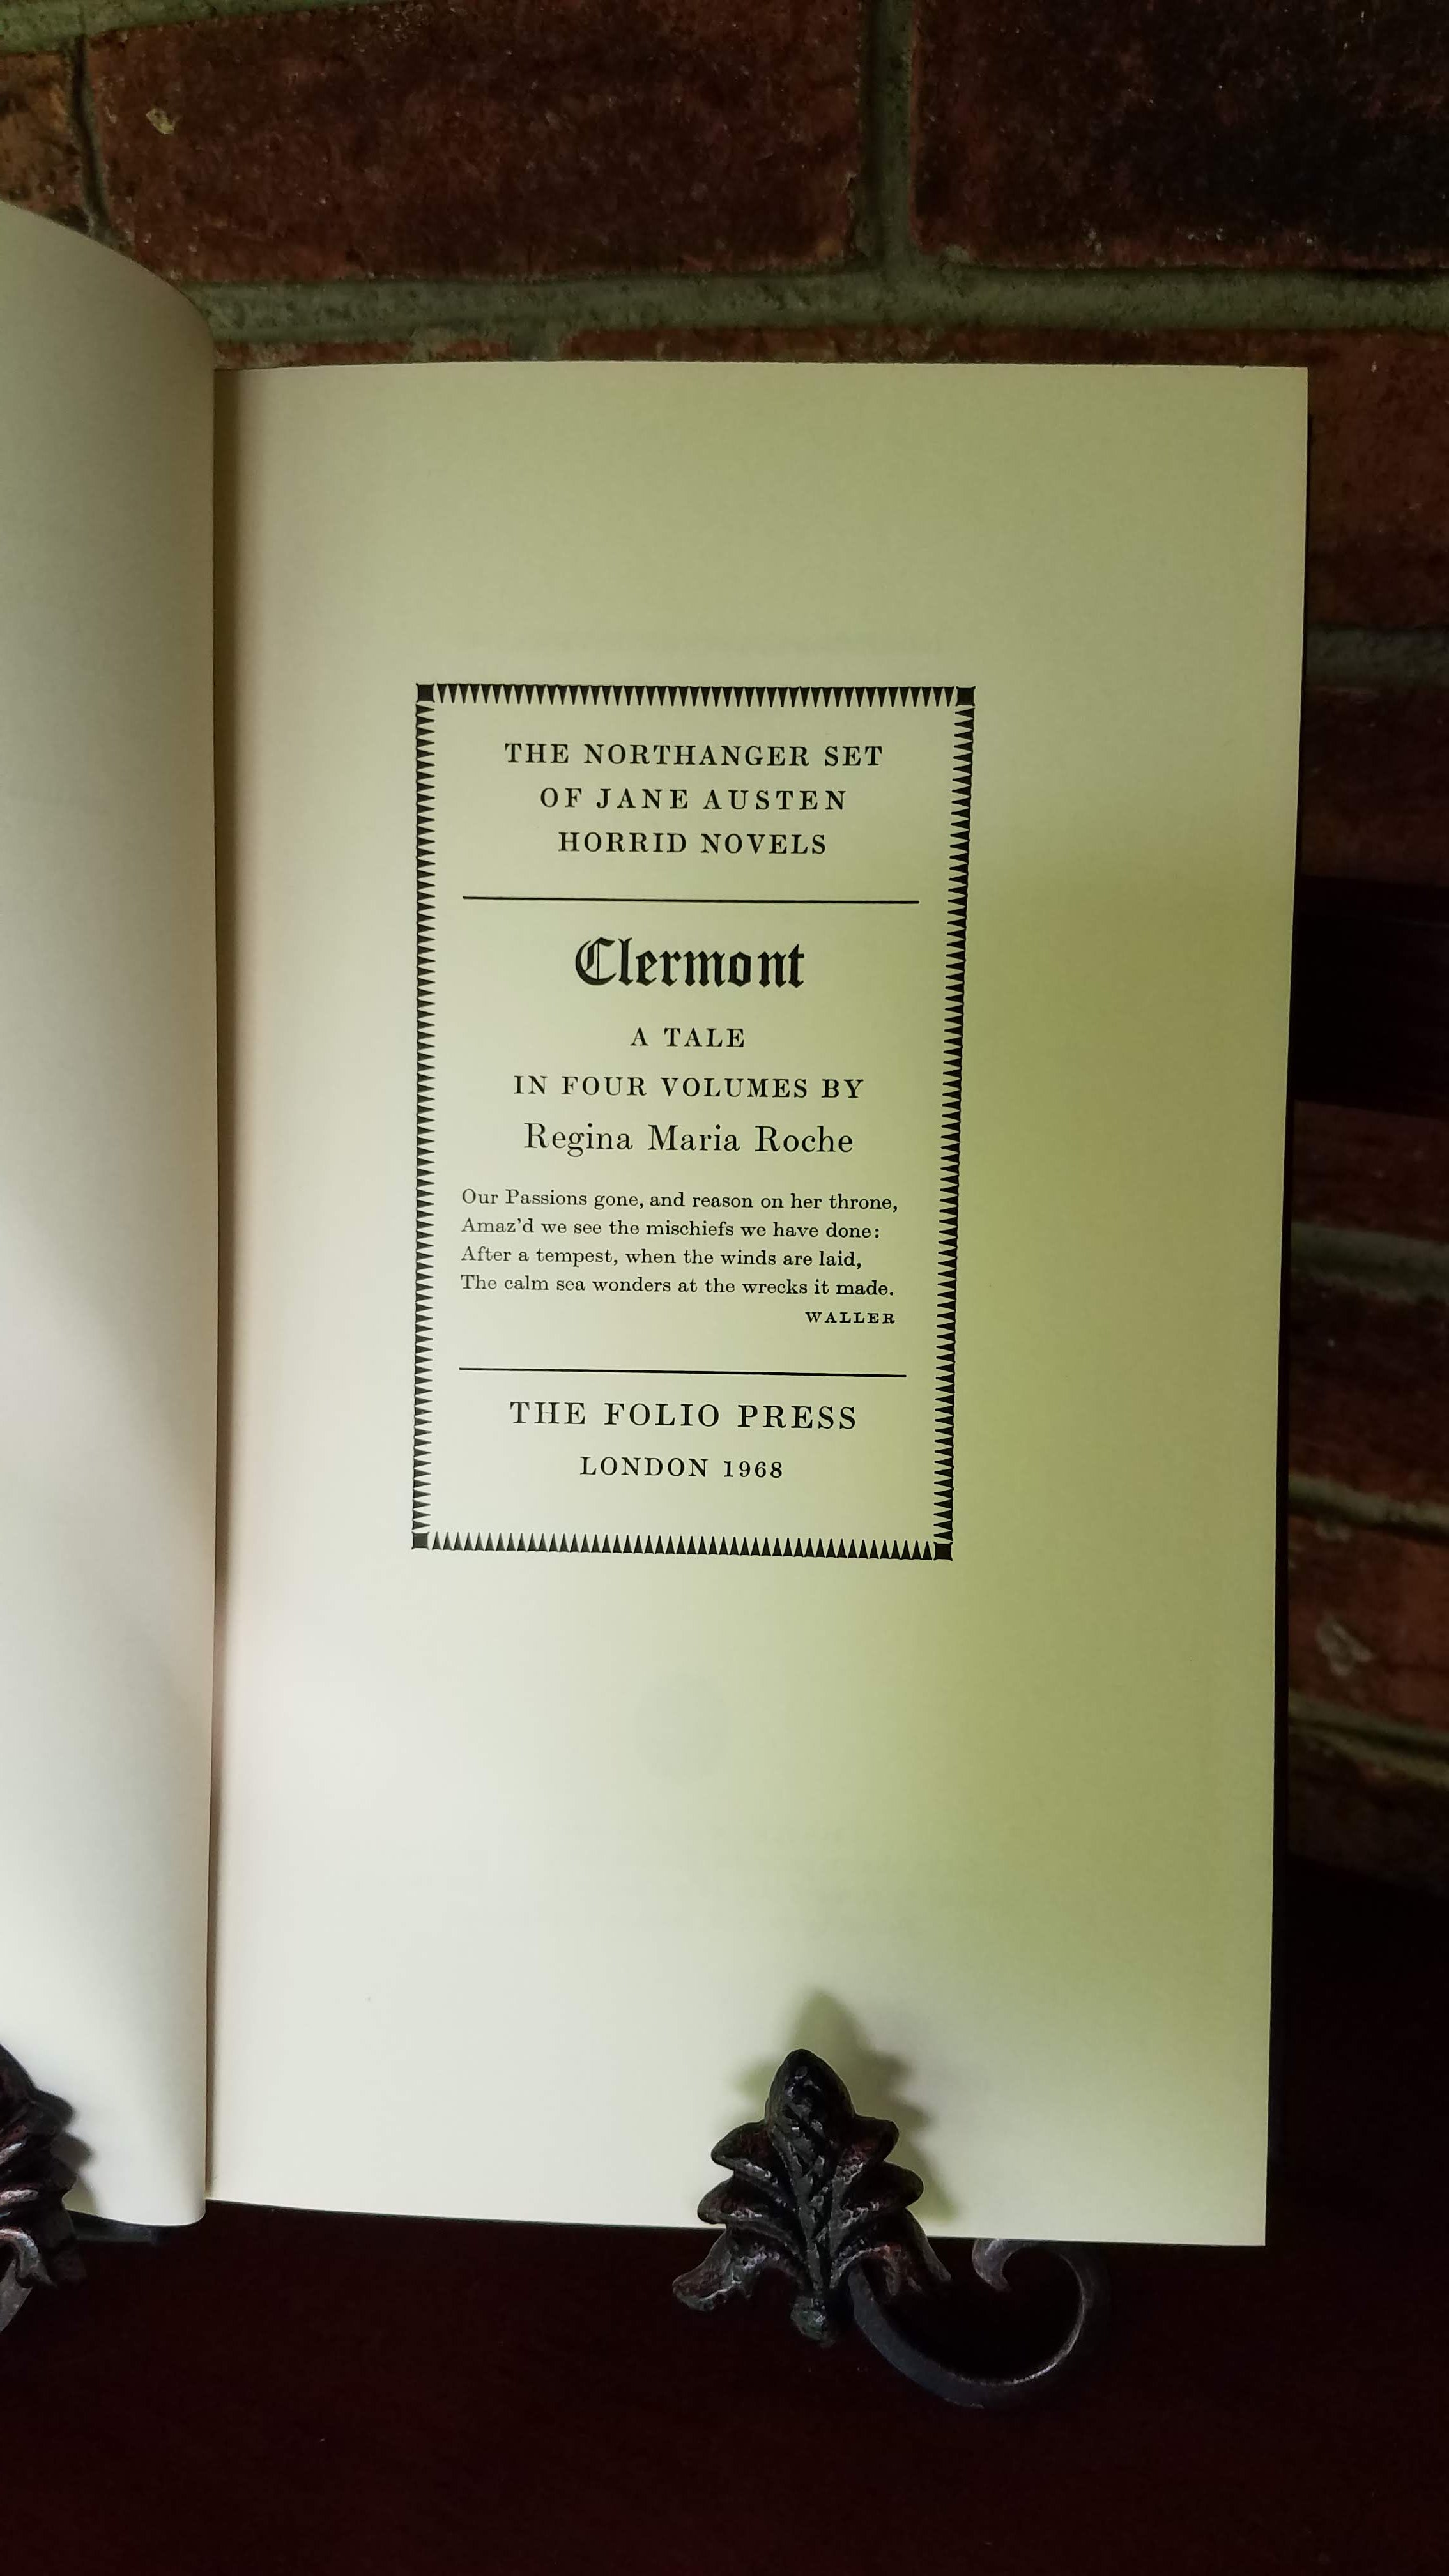 THE NORTHANGER SET
OF JANE AUSTEN
HORRID NOVELS
Clermont
A TALE
IN FOUR VOLUMES BY
Regina Maria Roche
Our Passions gone, and reason on her throne,
Amaz'd we see the mischiefs we have done:
After a tempest, when the winds are laid,
The calm sea wonders at the wrecks it made.
WALLER
THE FOLIO PRESS
LONDON 1968